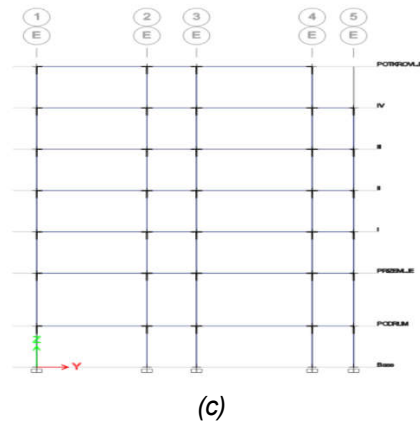 1 2 3 4 5
E E E E E
POTKROVLJE
IV
III
II
I
PRIZEMLJE
PODRUM
Base
Z
Y
(c)